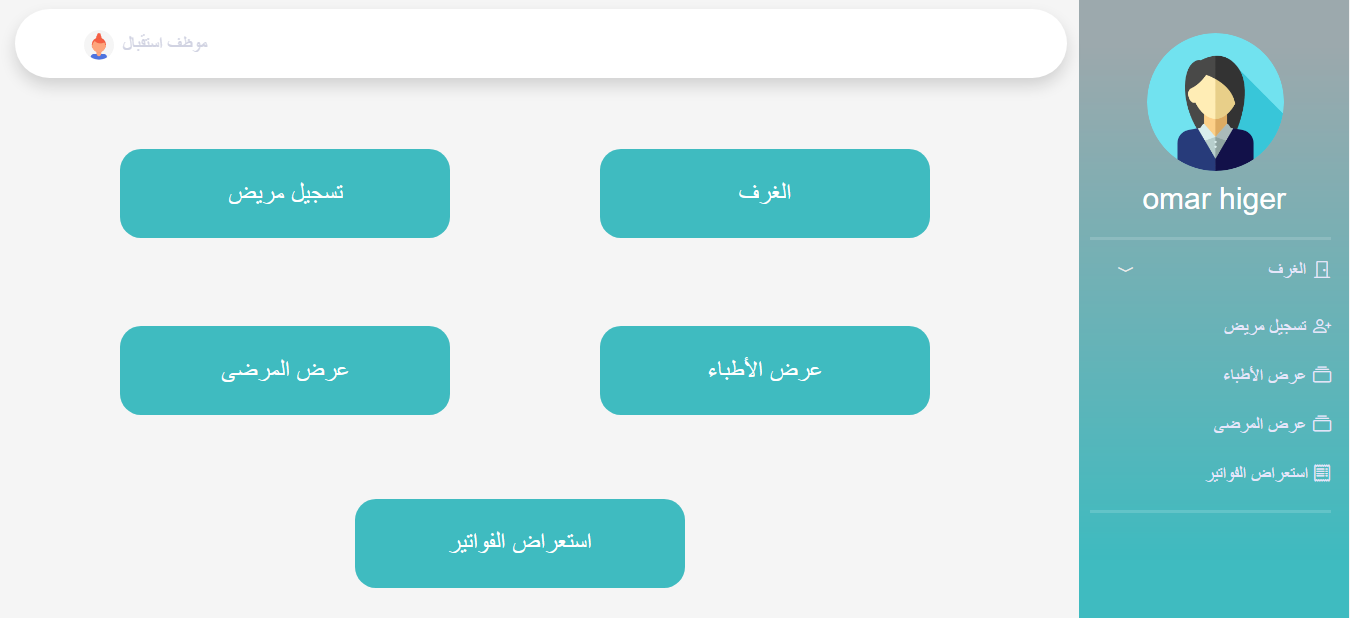 موظف استقبال
omar higer
الغرف
تسجيل مريض
عرض الأطباء
عرض المرضى
استعراض الفواتير
الغرف
تسجيل مريض
عرض الأطباء
عرض المرضى
استعراض الفواتير